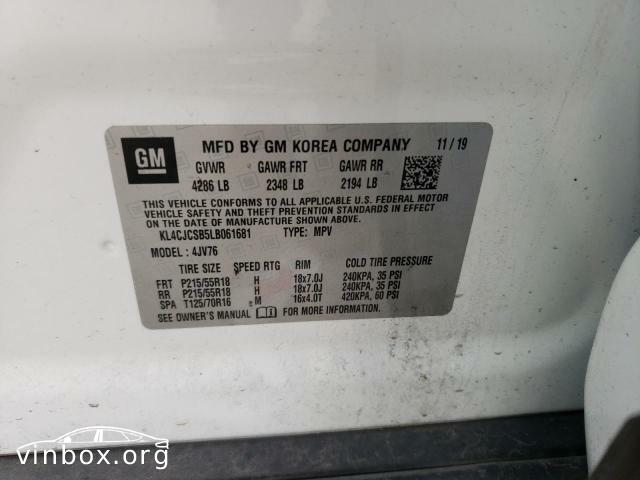 GM
MFD BY GM KOREA COMPANY 11/19
GVWR GAWR FRT GAWR RR
4286 LB 2348 LB 2194 LB
THIS VEHICLE CONFORMS TO ALL APPLICABLE U.S. FEDERAL MOTOR
VEHICLE SAFETY AND THEFT PREVENTION STANDARDS IN EFFECT
ON THE DATE OF MANUFACTURE SHOWN ABOVE.
KL4CJCSB5LB061681 TYPE: MPV
MODEL: 4JV76
TIRE SIZE SPEED RTG RIM COLD TIRE PRESSURE
FRT P215/55R18 H 18x7.0J 240KPA, 35 PSI
RR P215/55R18 H 18x7.0J 240KPA, 35 PSI
SPA T125/70R16 M 16x4.0T 420KPA, 60 PSI
SEE OWNER'S MANUAL FOR MORE INFORMATION.
vinbox.org